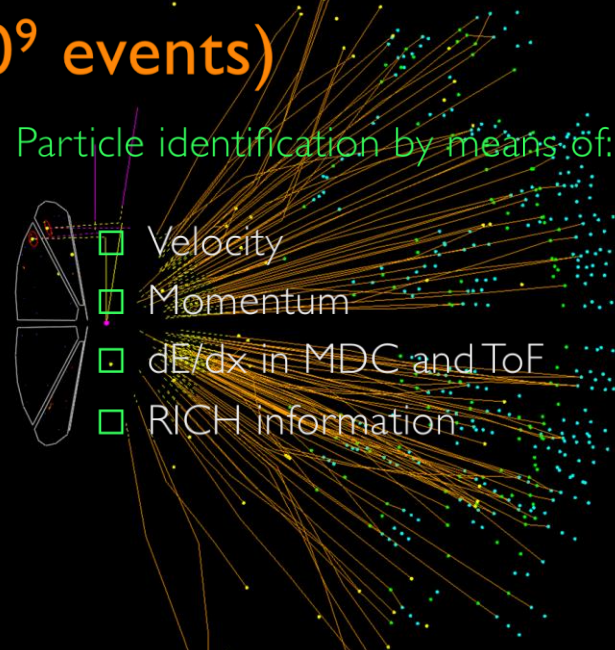 0⁹ events)
Particle identification by means of:
Velocity
Momentum
dE/dx in MDC and ToF
RICH information